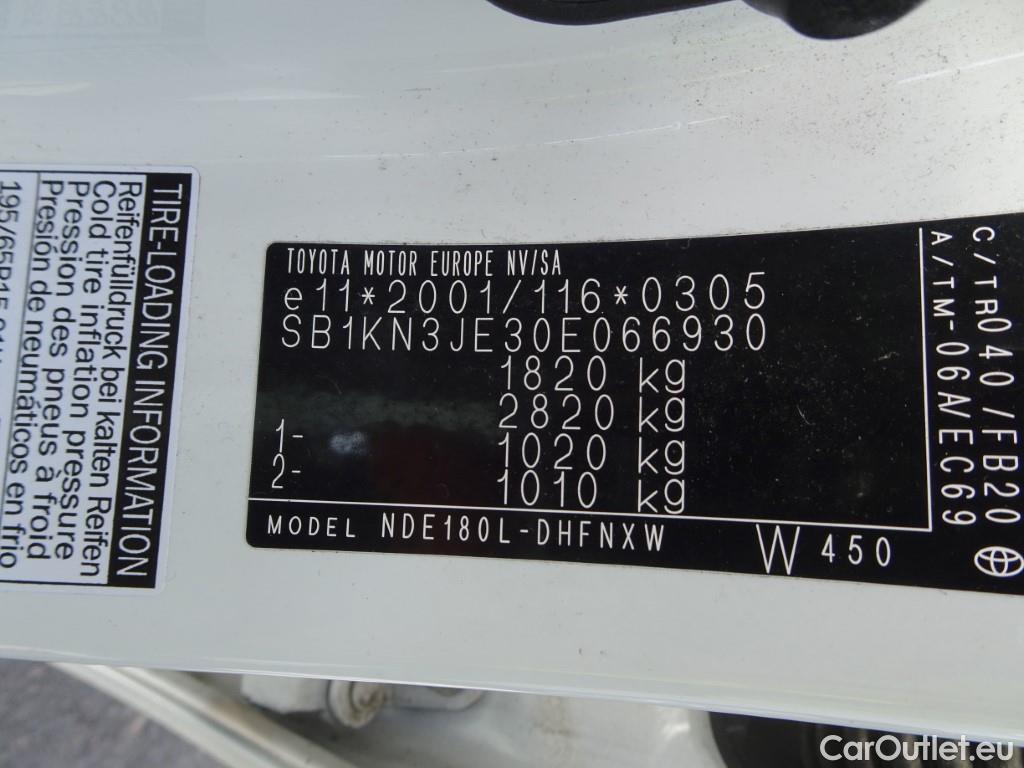 TIRE-LOADING INFORMATION
Reifenfülldruck bei kalten Reifen
Cold tire inflation pressure
Pression des pneus à froid
Presión de neumáticos en frio
195/65R15
TOYOTA MOTOR EUROPE NV/SA
e11*2001/116*0305
SB1KN3JE30E066930
1820 kg
2820 kg
1- 1020 kg
2- 1010 kg
MODEL NDE180L-DHFNXW W 450
C/TR040/FB20
A/TM-06A/EC69
CarOutlet.eu